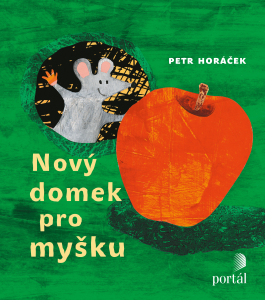 PETR HORÁČEK
Nový
domek
pro
myšku
portál